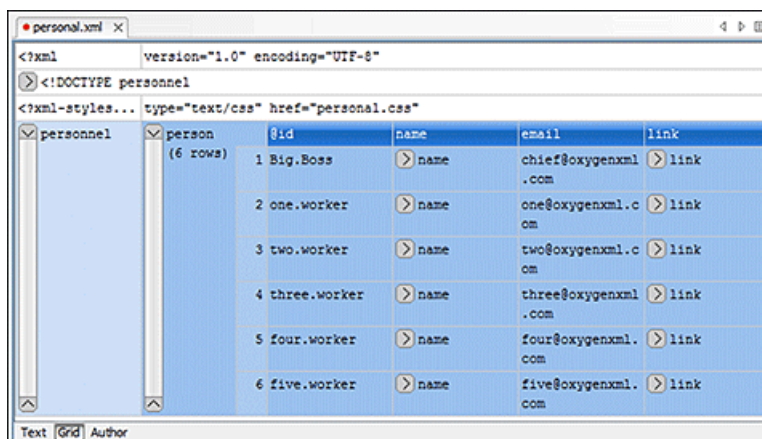 personal.xml
<?xml version="1.0" encoding="UTF-8"
<!DOCTYPE personnel
<?xml-styles... type="text/css" href="personal.css"
personnel person @id name email link
(6 rows)
1 Big.Boss name chief@oxygenxml link
.com
2 one.worker name one@oxygenxml.c link
om
3 two.worker name two@oxygenxml.c link
om
4 three.worker name three@oxygenxml link
.com
5 four.worker name four@oxygenxml. link
com
6 five.worker name five@oxygenxml. link
com
Text Grid Author